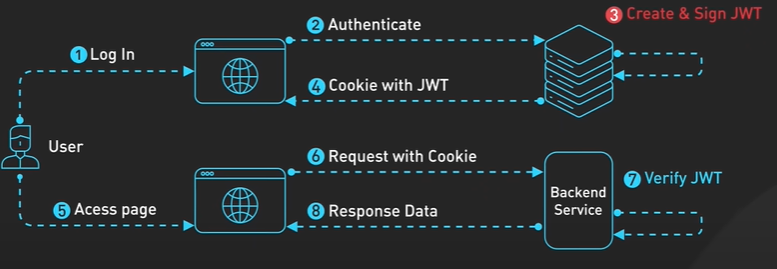 3 Create & Sign JWT
2 Authenticate
1 Log In
4 Cookie with JWT
User
6 Request with Cookie
7 Verify JWT
Backend
Service
5 Acess page
8 Response Data